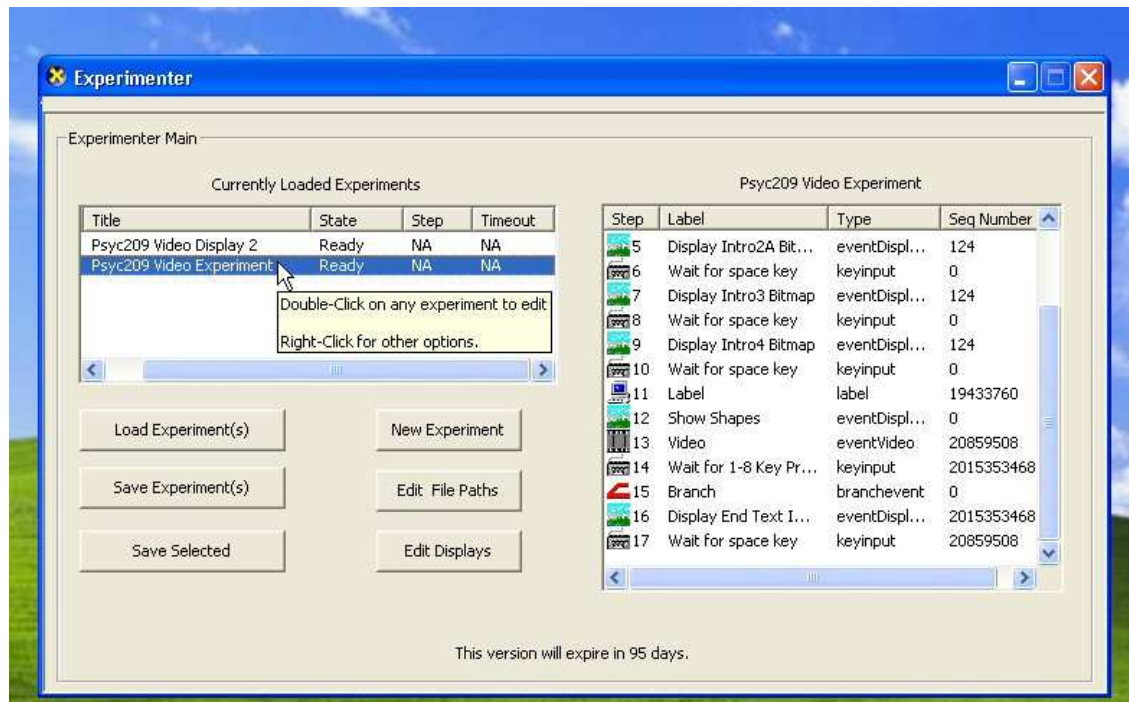 Experimenter
Experimenter Main
Currently Loaded Experiments
Title State Step Timeout
Psyc209 Video Display 2 Ready NA NA
Psyc209 Video Experiment Ready NA NA
Double-Click on any experiment to edit
Right-Click for other options.
Load Experiment(s) New Experiment
Save Experiment(s) Edit File Paths
Save Selected Edit Displays
Psyc209 Video Experiment
Step Label Type Seq Number
5 Display Intro2A Bit... eventDispl... 124
6 Wait for space key keyinput 0
7 Display Intro3 Bitmap eventDispl... 124
8 Wait for space key keyinput 0
9 Display Intro4 Bitmap eventDispl... 124
10 Wait for space key keyinput 0
11 Label label 19433760
12 Show Shapes eventDispl... 0
13 Video eventVideo 20859508
14 Wait for 1-8 Key Pr... keyinput 2015353468
15 Branch branchevent 0
16 Display End Text I... eventDispl... 2015353468
17 Wait for space key keyinput 20859508
This version will expire in 95 days.